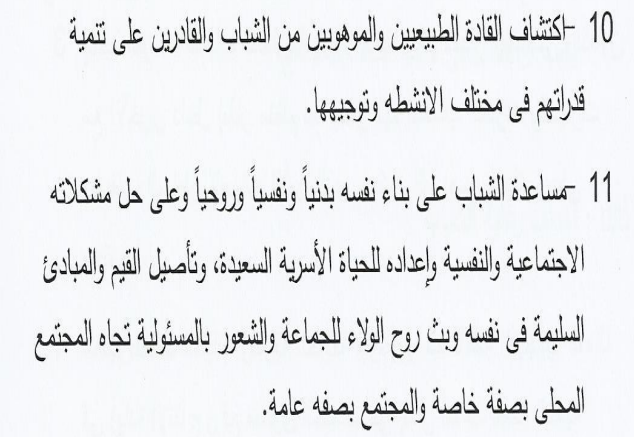 10 -اكتشاف القادة الطبيعيين والموهوبين من الشباب والقادرين على تنمية
قدراتهم فى مختلف الانشطه وتوجيهها.
11 -مساعدة الشباب على بناء نفسه بدنياً ونفسياً وروحياً وعلى حل مشكلاته
الاجتماعية والنفسية وإعداده للحياة الأسرية السعيدة، وتأصيل القيم والمبادئ
السليمة فى نفسه وبث روح الولاء للجماعة والشعور بالمسئولية تجاه المجتمع
المحلى بصفة خاصة والمجتمع بصفه عامة.